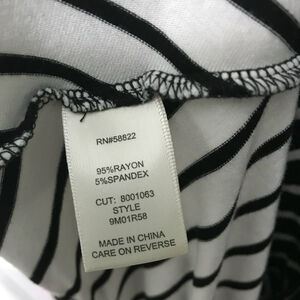 RN#58822
95%RAYON
5%SPANDEX
CUT: 8001063
STYLE
9M01R58
MADE IN CHINA
CARE ON REVERSE